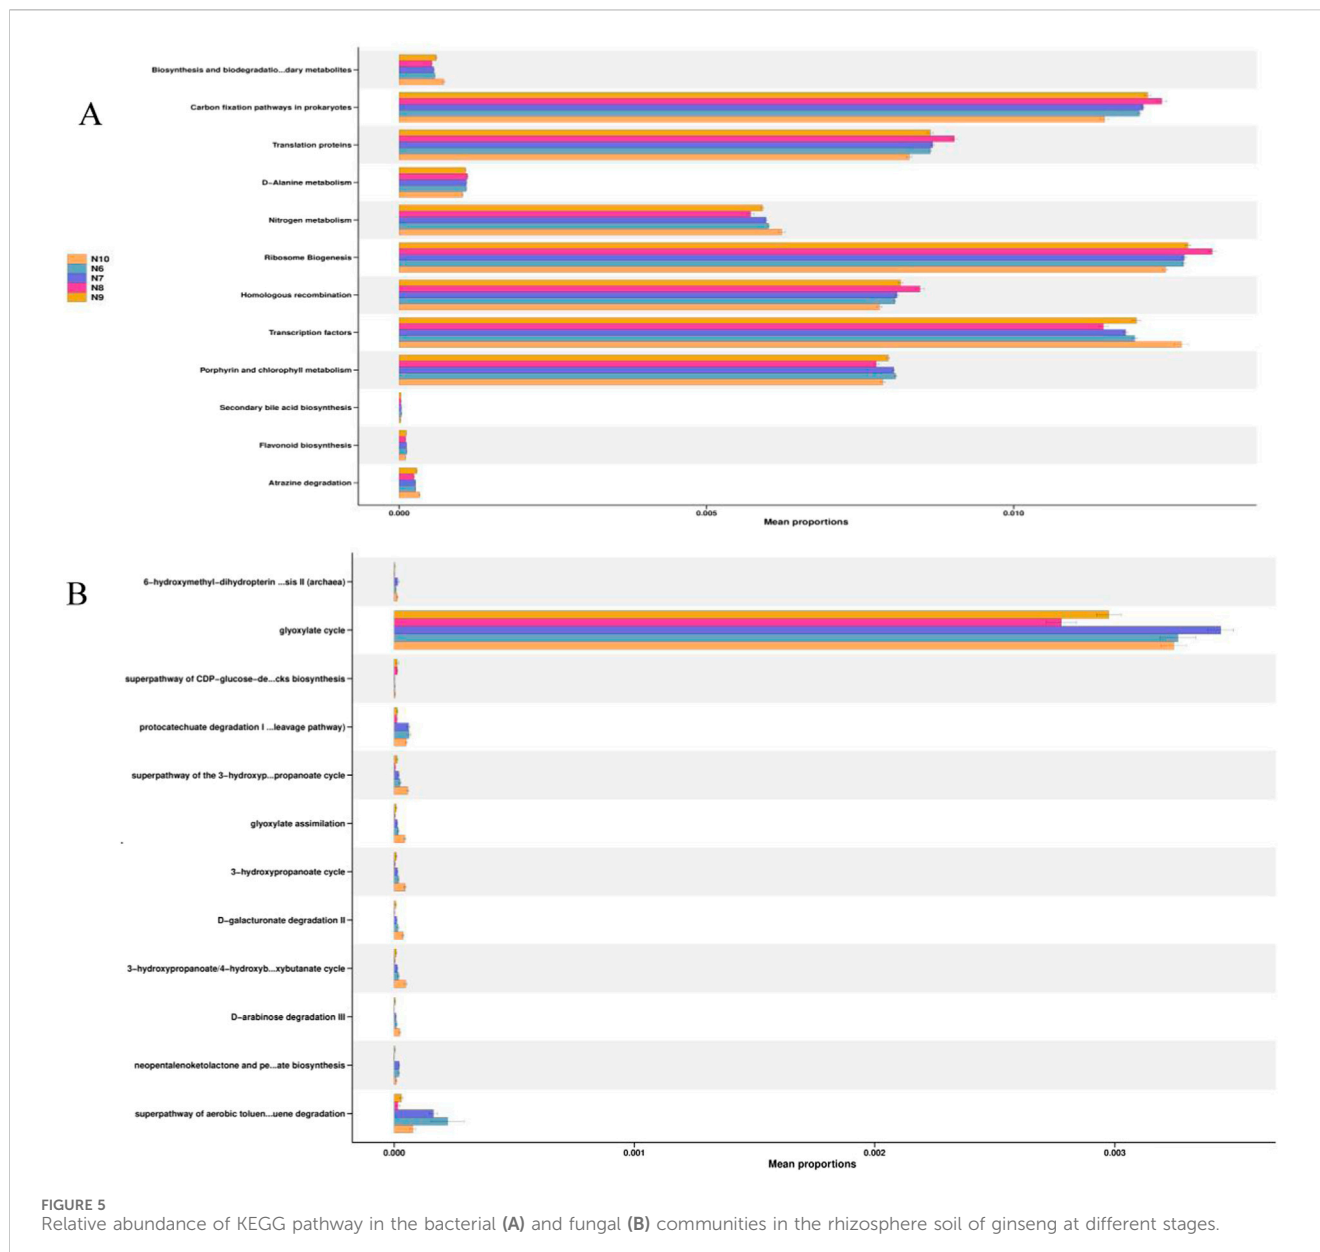 A
Biosynthesis and biodegradatio...dary metabolites
Carbon fixation pathways in prokaryotes
Translation proteins
D−Alanine metabolism
Nitrogen metabolism
Ribosome Biogenesis
Homologous recombination
Transcription factors
Porphyrin and chlorophyll metabolism
Secondary bile acid biosynthesis
Flavonoid biosynthesis
Atrazine degradation
N10
N6
N7
N8
N9
0.000
0.005
0.010
Mean proportions
B
6−hydroxymethyl−dihydropterin ...sis II (archaea)
glyoxylate cycle
superpathway of CDP−glucose−de...cks biosynthesis
protocatechuate degradation I ...leavage pathway)
superpathway of the 3−hydroxyp...propanoate cycle
glyoxylate assimilation
3−hydroxypropanoate cycle
D−galacturonate degradation II
3−hydroxypropanoate/4−hydroxyb...xybutanate cycle
D−arabinose degradation III
neopentalenoketolactone and pe...ate biosynthesis
superpathway of aerobic toluen...uene degradation
0.000
0.001
0.002
0.003
Mean proportions
FIGURE 5
Relative abundance of KEGG pathway in the bacterial (A) and fungal (B) communities in the rhizosphere soil of ginseng at different stages.